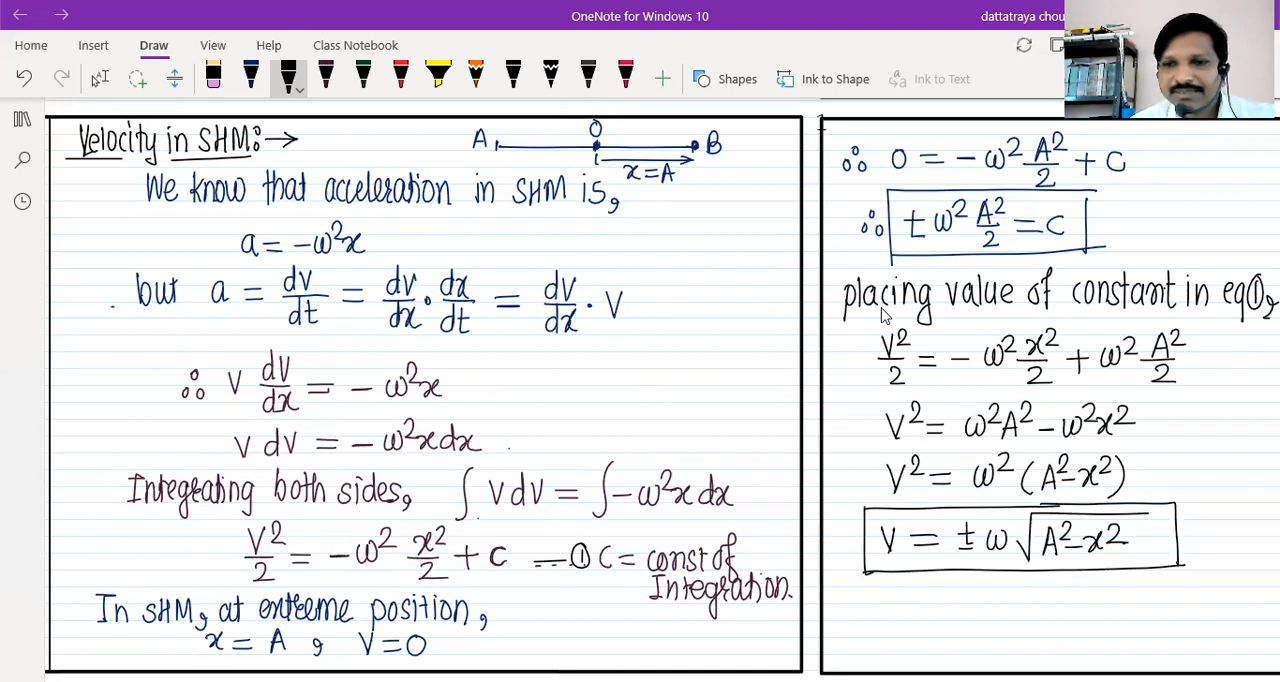 OneNote for Windows 10
dattatraya chou
Home Insert Draw View Help Class Notebook
Shapes Ink to Shape Ink to Text
Velocity in SHM:→
A O B
x=A
We know that acceleration in SHM is,
a = -ω²x
but a = dv/dt = dv/dx · dx/dt = dv/dx · V
∴ V dv/dx = - ω²x
V dv = - ω²x dx
Integrating both sides, ∫ V dV = ∫ -ω²x dx
V²/2 = -ω² x²/2 + C —① C = const of
Integration.
In SHM, at extreme position,
x = A , V = 0
∴ 0 = - ω² A²/2 + C
∴ ± ω² A²/2 = C
placing value of constant in eq①,
V²/2 = - ω² x²/2 + ω² A²/2
V² = ω²A² - ω²x²
V² = ω² (A²-x²)
V = ± ω √A²-x²